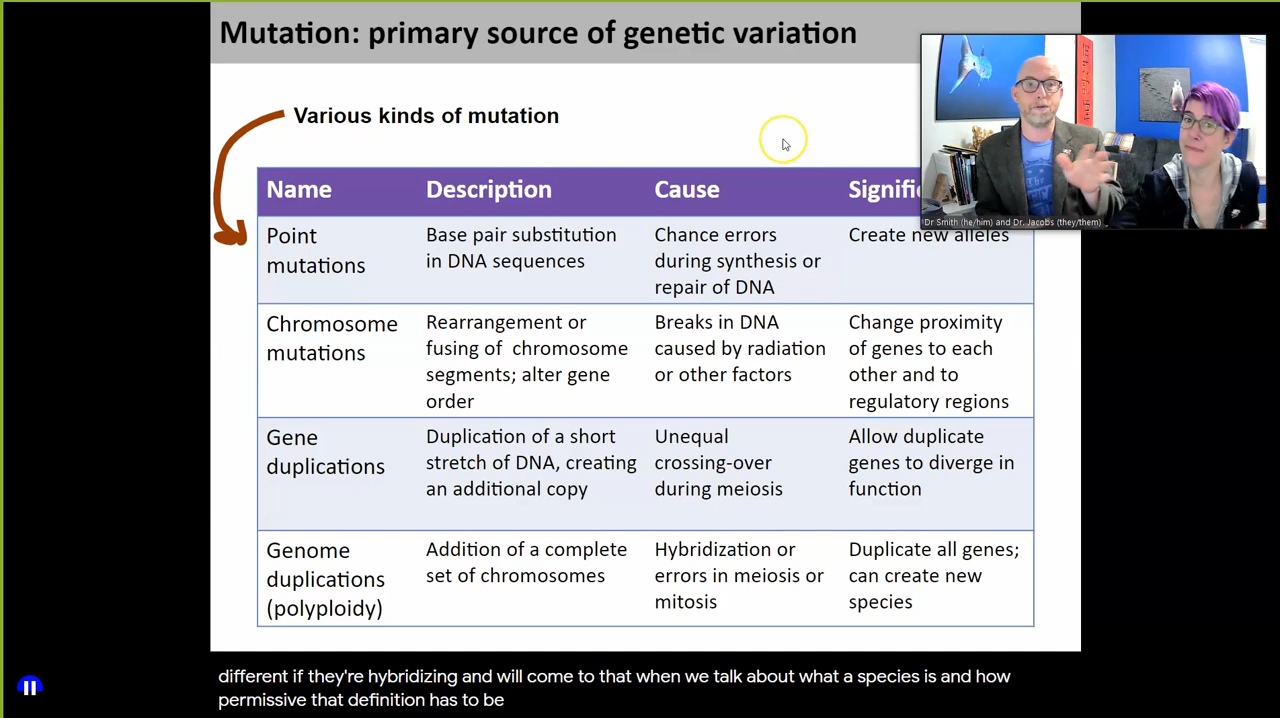 Mutation: primary source of genetic variation
Various kinds of mutation
Name Description Cause
Point mutations
Base pair substitution in DNA sequences
Chance errors during synthesis or repair of DNA
Create new alleles
Chromosome mutations
Rearrangement or fusing of chromosome segments; alter gene order
Breaks in DNA caused by radiation or other factors
Change proximity of genes to each other and to regulatory regions
Gene duplications
Duplication of a short stretch of DNA, creating an additional copy
Unequal crossing-over during meiosis
Allow duplicate genes to diverge in function
Genome duplications (polyploidy)
Addition of a complete set of chromosomes
Hybridization or errors in meiosis or mitosis
Duplicate all genes; can create new species
Dr Smith (he/him) and Dr. Jacobs (they/them)
different if they're hybridizing and will come to that when we talk about what a species is and how
permissive that definition has to be